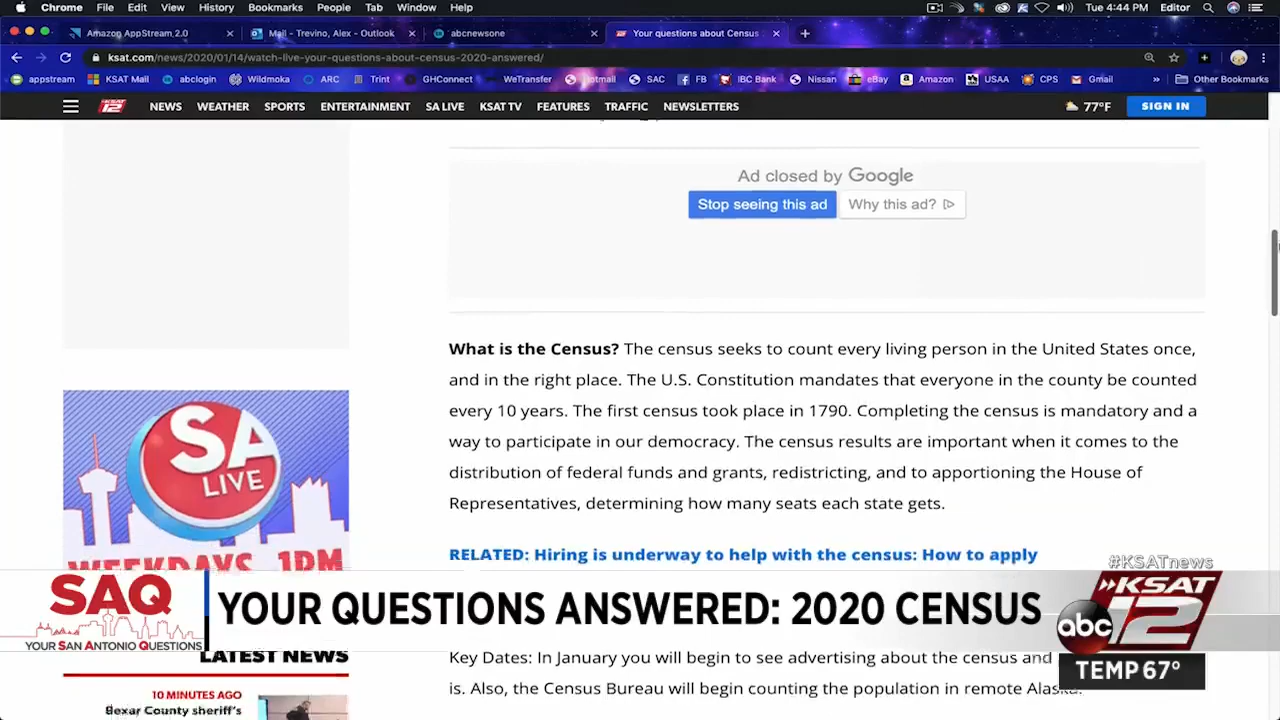 Chrome File Edit View History Bookmarks People Tab Window Help Tue 4:44 PM Editor
Amazon AppStream 2.0 Mail - Trevino, Alex - Outlook abcnewsone Your questions about Census
ksat.com/news/2020/01/14/watch-live-your-questions-about-census-2020-answered/
appstream KSAT Mail abclogin Wildmoka ARC Trint GHConnect WeTransfer Hotmail SAC FB IBC Bank Nissan eBay Amazon USAA CPS Gmail » Other Bookmarks
KSAT 12 NEWS WEATHER SPORTS ENTERTAINMENT SA LIVE KSAT TV FEATURES TRAFFIC NEWSLETTERS 77°F SIGN IN
Ad closed by Google
Stop seeing this ad Why this ad?
What is the Census? The census seeks to count every living person in the United States once,
and in the right place. The U.S. Constitution mandates that everyone in the county be counted
every 10 years. The first census took place in 1790. Completing the census is mandatory and a
way to participate in our democracy. The census results are important when it comes to the
distribution of federal funds and grants, redistricting, and to apportioning the House of
Representatives, determining how many seats each state gets.
SA
LIVE
WEEKDAYS 1PM
RELATED: Hiring is underway to help with the census: How to apply
#KSATnews
SAQ
YOUR SAN ANTONIO QUESTIONS
YOUR QUESTIONS ANSWERED: 2020 CENSUS
KSAT
abc 12
TEMP 67°
LATEST NEWS
Key Dates: In January you will begin to see advertising about the census and
is. Also, the Census Bureau will begin counting the population in remote Alaska.
10 MINUTES AGO
Bexar County sheriff's